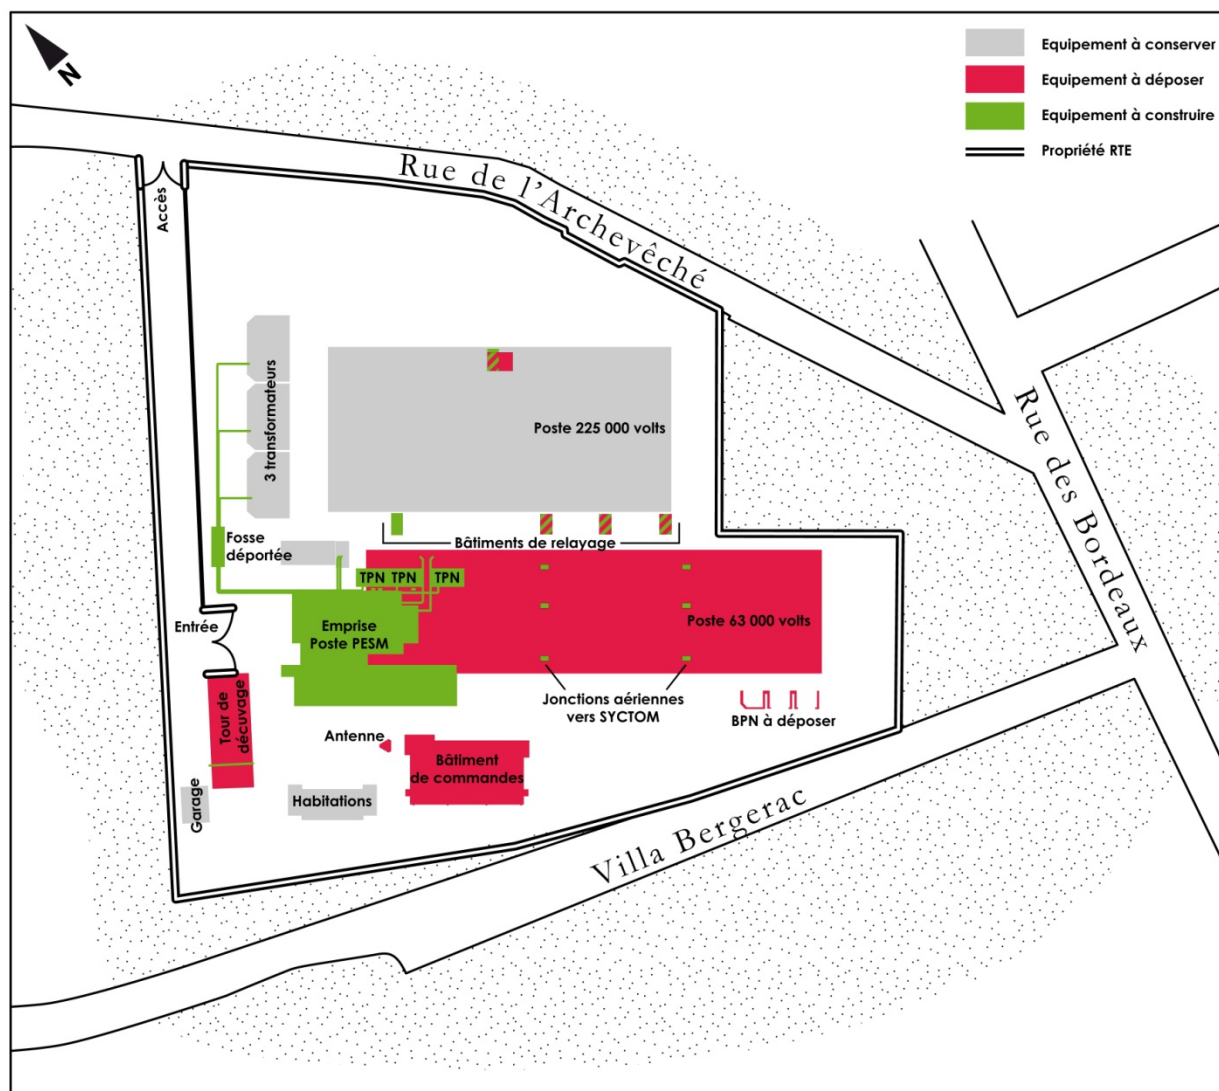 N
Equipement à conserver
Equipement à déposer
Equipement à construire
Propriété RTE
Rue de l'Archevêché
Accès
3 transformateurs
Poste 225 000 volts
Rue des Bordeaux
Fosse
déportée
Bâtiments de relayage
TPN TPN TPN
Entrée
Emprise
Poste PESM
Poste 63 000 volts
Tour de
décuvage
Jonctions aériennes
vers SYCTOM
BPN à déposer
Antenne
Bâtiment
de commandes
Garage
Habitations
Villa Bergerac